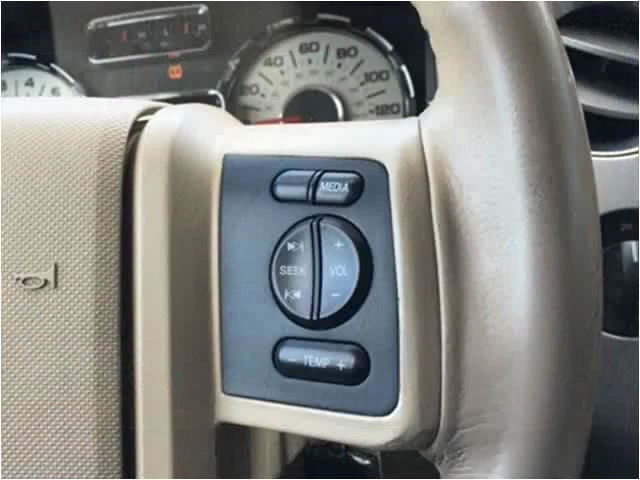 20 40 60 80 100 120
MEDIA
+
SEEK VOL
-
- TEMP +